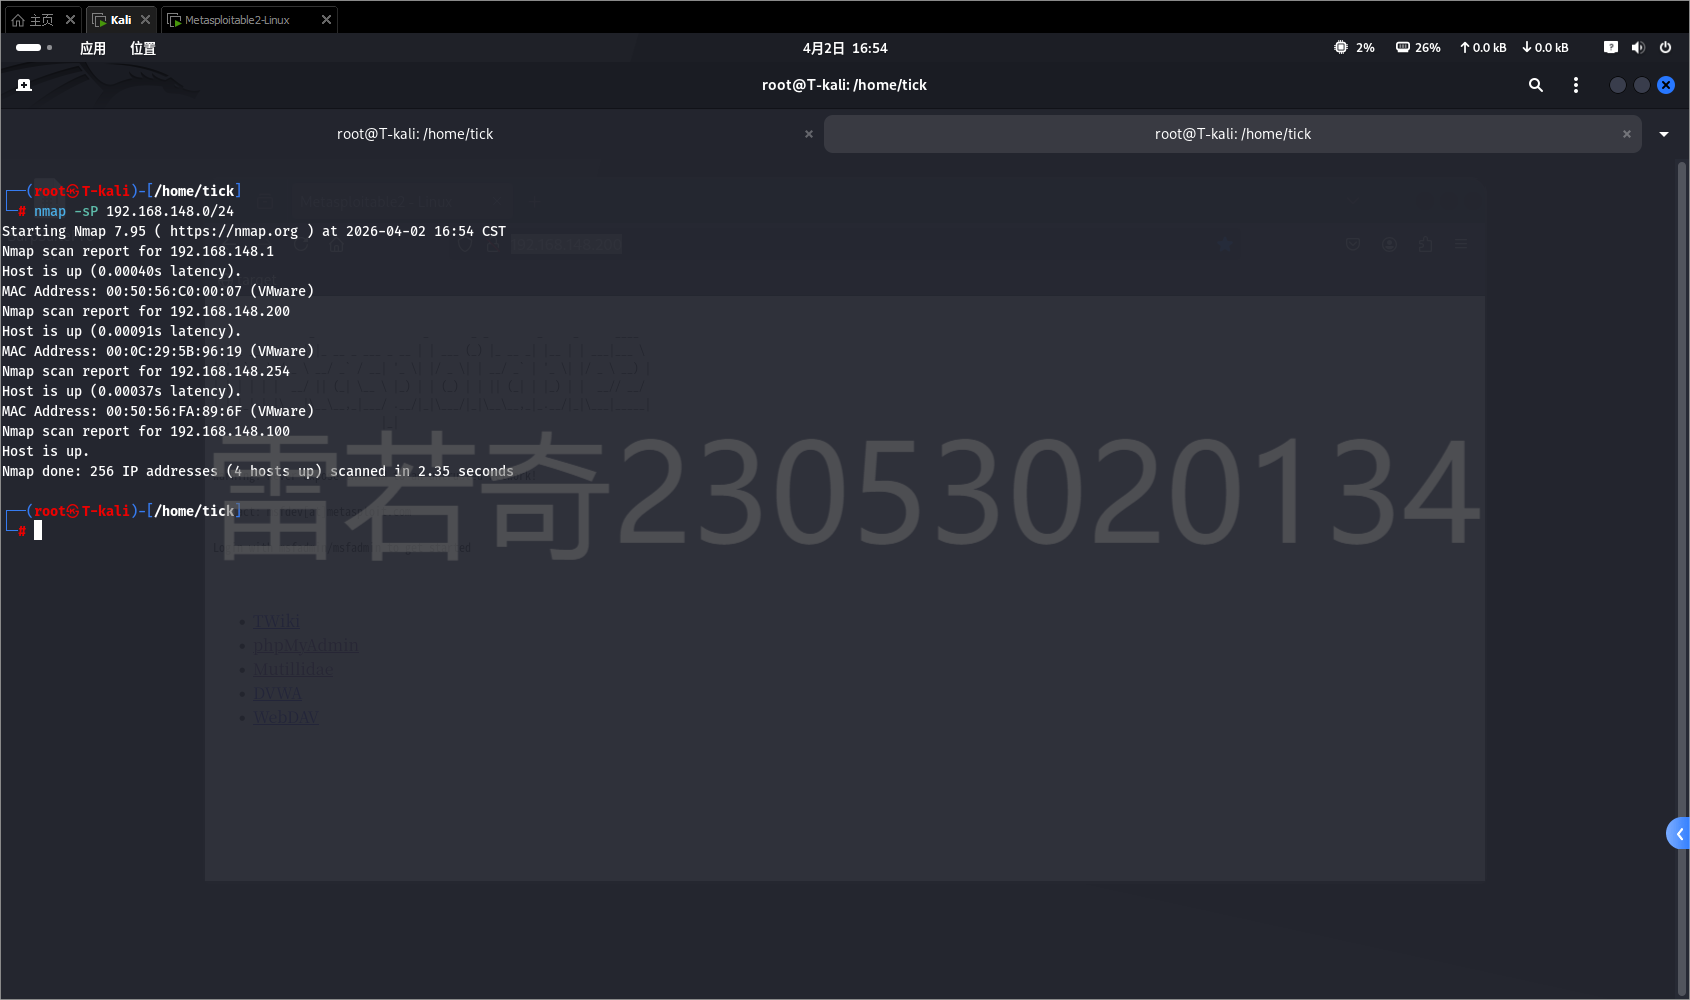 主页
Kali
Metasploitable2-Linux
应用 位置
4月2日 16:54
2% 26% 0.0 kB 0.0 kB
root@T-kali: /home/tick
root@T-kali: /home/tick
root@T-kali: /home/tick
┌──(root㉿T-kali)-[/home/tick]
└─# nmap -sP 192.168.148.0/24
Starting Nmap 7.95 ( https://nmap.org ) at 2026-04-02 16:54 CST
Nmap scan report for 192.168.148.1
Host is up (0.00040s latency).
MAC Address: 00:50:56:C0:00:07 (VMware)
Nmap scan report for 192.168.148.200
Host is up (0.00091s latency).
MAC Address: 00:0C:29:5B:96:19 (VMware)
Nmap scan report for 192.168.148.254
Host is up (0.00037s latency).
MAC Address: 00:50:56:FA:89:6F (VMware)
Nmap scan report for 192.168.148.100
Host is up.
Nmap done: 256 IP addresses (4 hosts up) scanned in 2.35 seconds
┌──(root㉿T-kali)-[/home/tick]
└─#
雷若奇23053020134
TWiki
phpMyAdmin
Mutillidae
DVWA
WebDAV